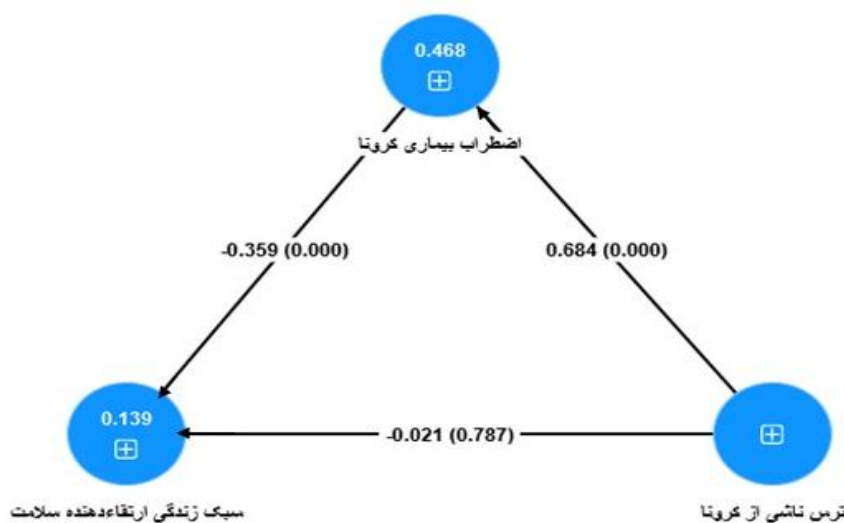 0.468
اضطراب بیماری کرونا
-0.359 (0.000)
0.684 (0.000)
0.139
-0.021 (0.787)
سبک زندگی ارتقاءدهنده سلامت
ترس ناشی از کرونا